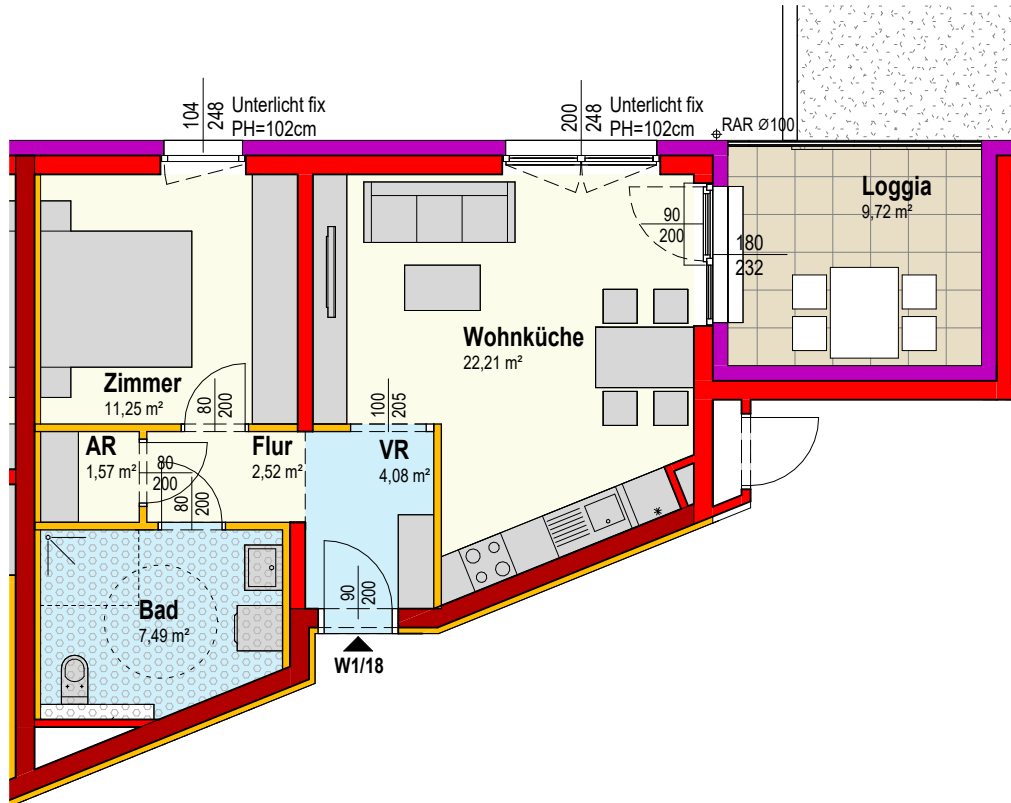 104
248
Unterlicht fix
PH=102cm
200
248
Unterlicht fix
PH=102cm
RAR Ø100
Loggia
9,72 m²
90
200
180
232
Wohnküche
22,21 m²
Zimmer
11,25 m²
80
200
100
205
AR
1,57 m²
80
200
Flur
2,52 m²
VR
4,08 m²
80
200
*
90
200
Bad
7,49 m²
W1/18